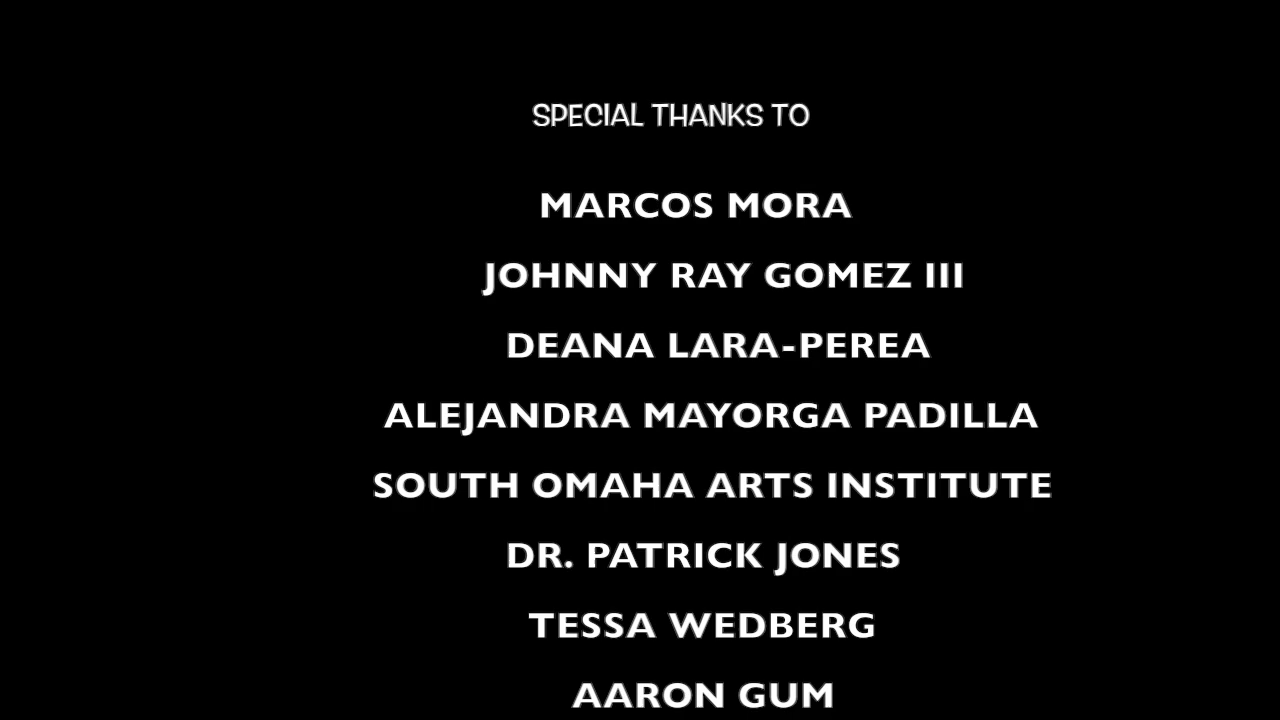 SPECIAL THANKS TO
MARCOS MORA
JOHNNY RAY GOMEZ III
DEANA LARA-PEREA
ALEJANDRA MAYORGA PADILLA
SOUTH OMAHA ARTS INSTITUTE
DR. PATRICK JONES
TESSA WEDBERG
AARON GUM